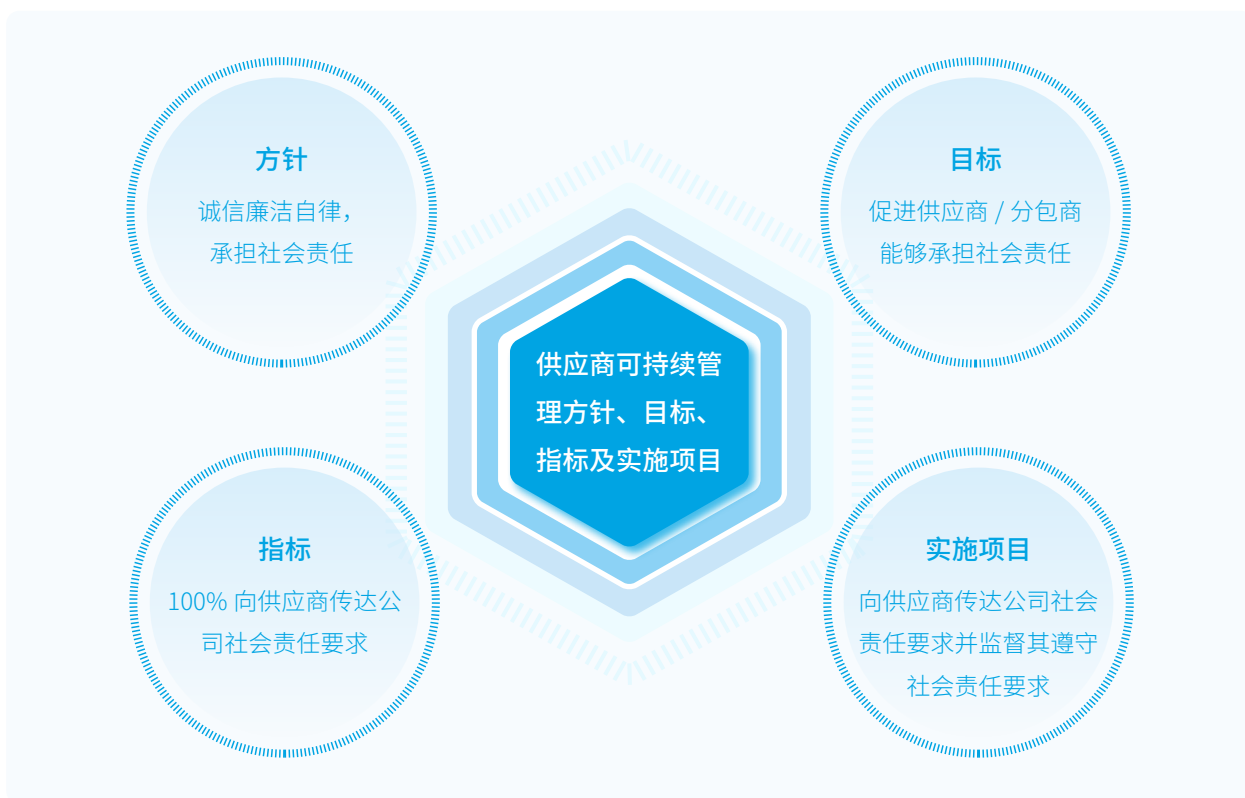 方针
诚信廉洁自律，
承担社会责任
目标
促进供应商 / 分包商
能够承担社会责任
供应商可持续管
理方针、目标、
指标及实施项目
指标
100% 向供应商传达公
司社会责任要求
实施项目
向供应商传达公司社会
责任要求并监督其遵守
社会责任要求